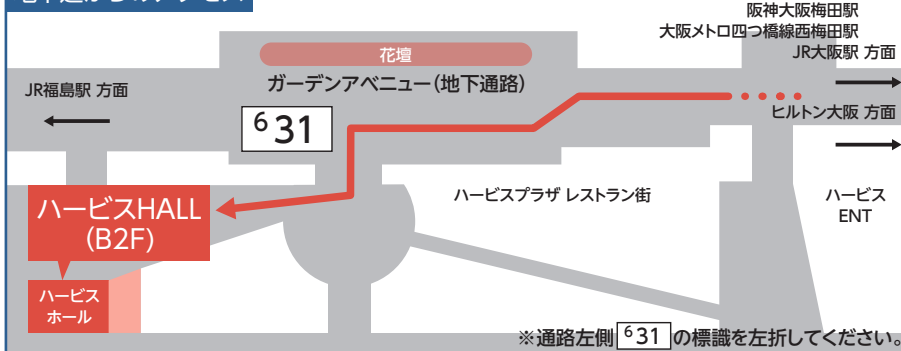 阪神大阪梅田駅
大阪メトロ四つ橋線西梅田駅
JR大阪駅 方面
花壇
ガーデンアベニュー(地下通路)
JR福島駅 方面
ヒルトン大阪 方面
6 31
ハービスプラザ レストラン街
ハービス
ENT
ハービスHALL
(B2F)
ハービス
ホール
※通路左側 6 31 の標識を左折してください。